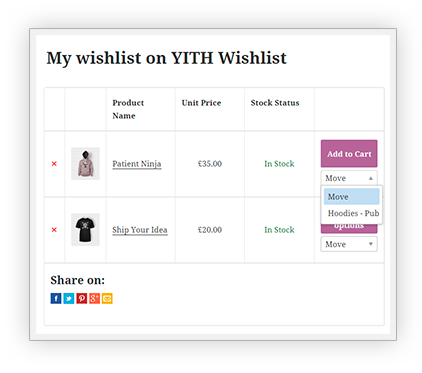 My wishlist on YITH Wishlist
Product
Name
Unit Price
Stock Status
Add to Cart
× Patient Ninja £35.00 In Stock
Move
Move
Hoodies - Pub
options
× Ship Your Idea £20.00 In Stock
Move
Share on: